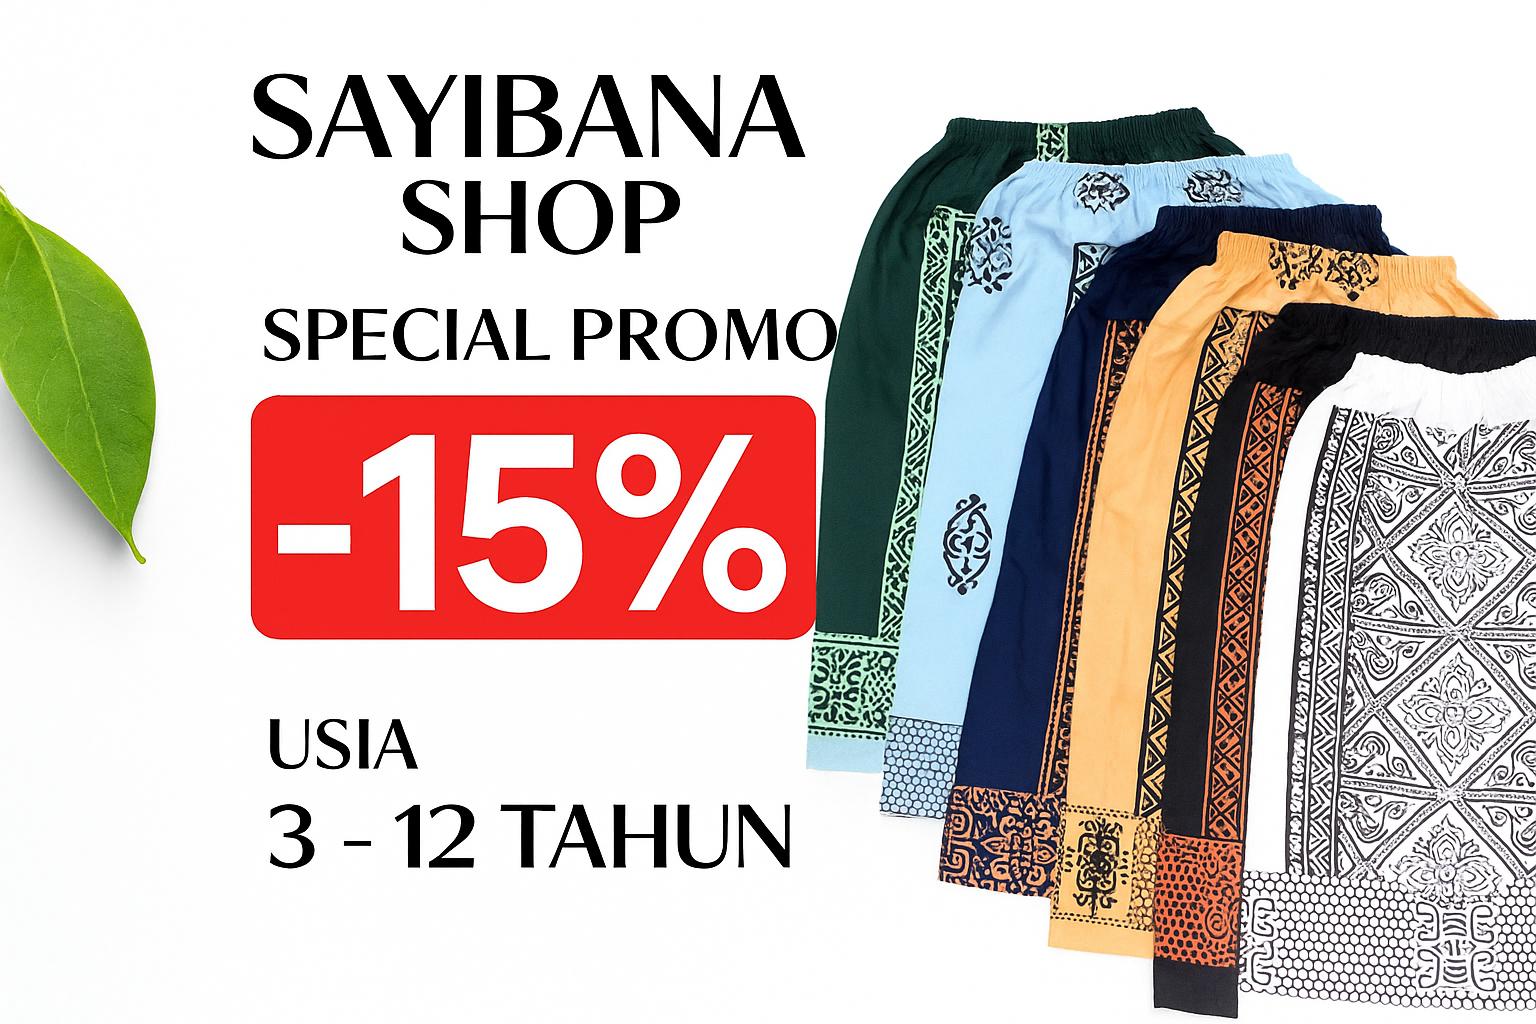 SAYIBANA
SHOP
SPECIAL PROMO
-15%
USIA
3 - 12 TAHUN